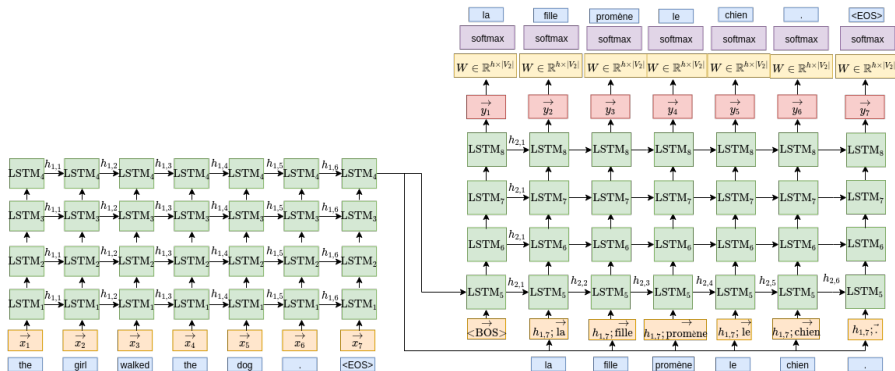 la fille promène le chien . <EOS>
softmax softmax softmax softmax softmax softmax softmax
W ∈ ℝ^{h×|V₂|} W ∈ ℝ^{h×|V₂|} W ∈ ℝ^{h×|V₂|} W ∈ ℝ^{h×|V₂|} W ∈ ℝ^{h×|V₂|} W ∈ ℝ^{h×|V₂|} W ∈ ℝ^{h×|V₂|}
y₁ y₂ y₃ y₄ y₅ y₆ y₇
h₂,₁
LSTM₈ LSTM₈ LSTM₈ LSTM₈ LSTM₈ LSTM₈ LSTM₈
h₁,₁ h₁,₂ h₁,₃ h₁,₄ h₁,₅ h₁,₆
LSTM₄ LSTM₄ LSTM₄ LSTM₄ LSTM₄ LSTM₄ LSTM₄
h₂,₁
LSTM₇ LSTM₇ LSTM₇ LSTM₇ LSTM₇ LSTM₇ LSTM₇
h₁,₁ h₁,₂ h₁,₃ h₁,₄ h₁,₅ h₁,₆
LSTM₃ LSTM₃ LSTM₃ LSTM₃ LSTM₃ LSTM₃ LSTM₃
h₂,₁
LSTM₆ LSTM₆ LSTM₆ LSTM₆ LSTM₆ LSTM₆ LSTM₆
h₁,₁ h₁,₂ h₁,₃ h₁,₄ h₁,₅ h₁,₆
LSTM₂ LSTM₂ LSTM₂ LSTM₂ LSTM₂ LSTM₂ LSTM₂
h₂,₁ h₂,₂ h₂,₃ h₂,₄ h₂,₅ h₂,₆
LSTM₅ LSTM₅ LSTM₅ LSTM₅ LSTM₅ LSTM₅ LSTM₅
h₁,₁ h₁,₂ h₁,₃ h₁,₄ h₁,₅ h₁,₆
LSTM₁ LSTM₁ LSTM₁ LSTM₁ LSTM₁ LSTM₁ LSTM₁
x₁ x₂ x₃ x₄ x₅ x₆ x₇
<BOS> h₁,₇; la h₁,₇; fille h₁,₇; promène h₁,₇; le h₁,₇; chien h₁,₇; .
the girl walked the dog . <EOS>
la fille promène le chien .